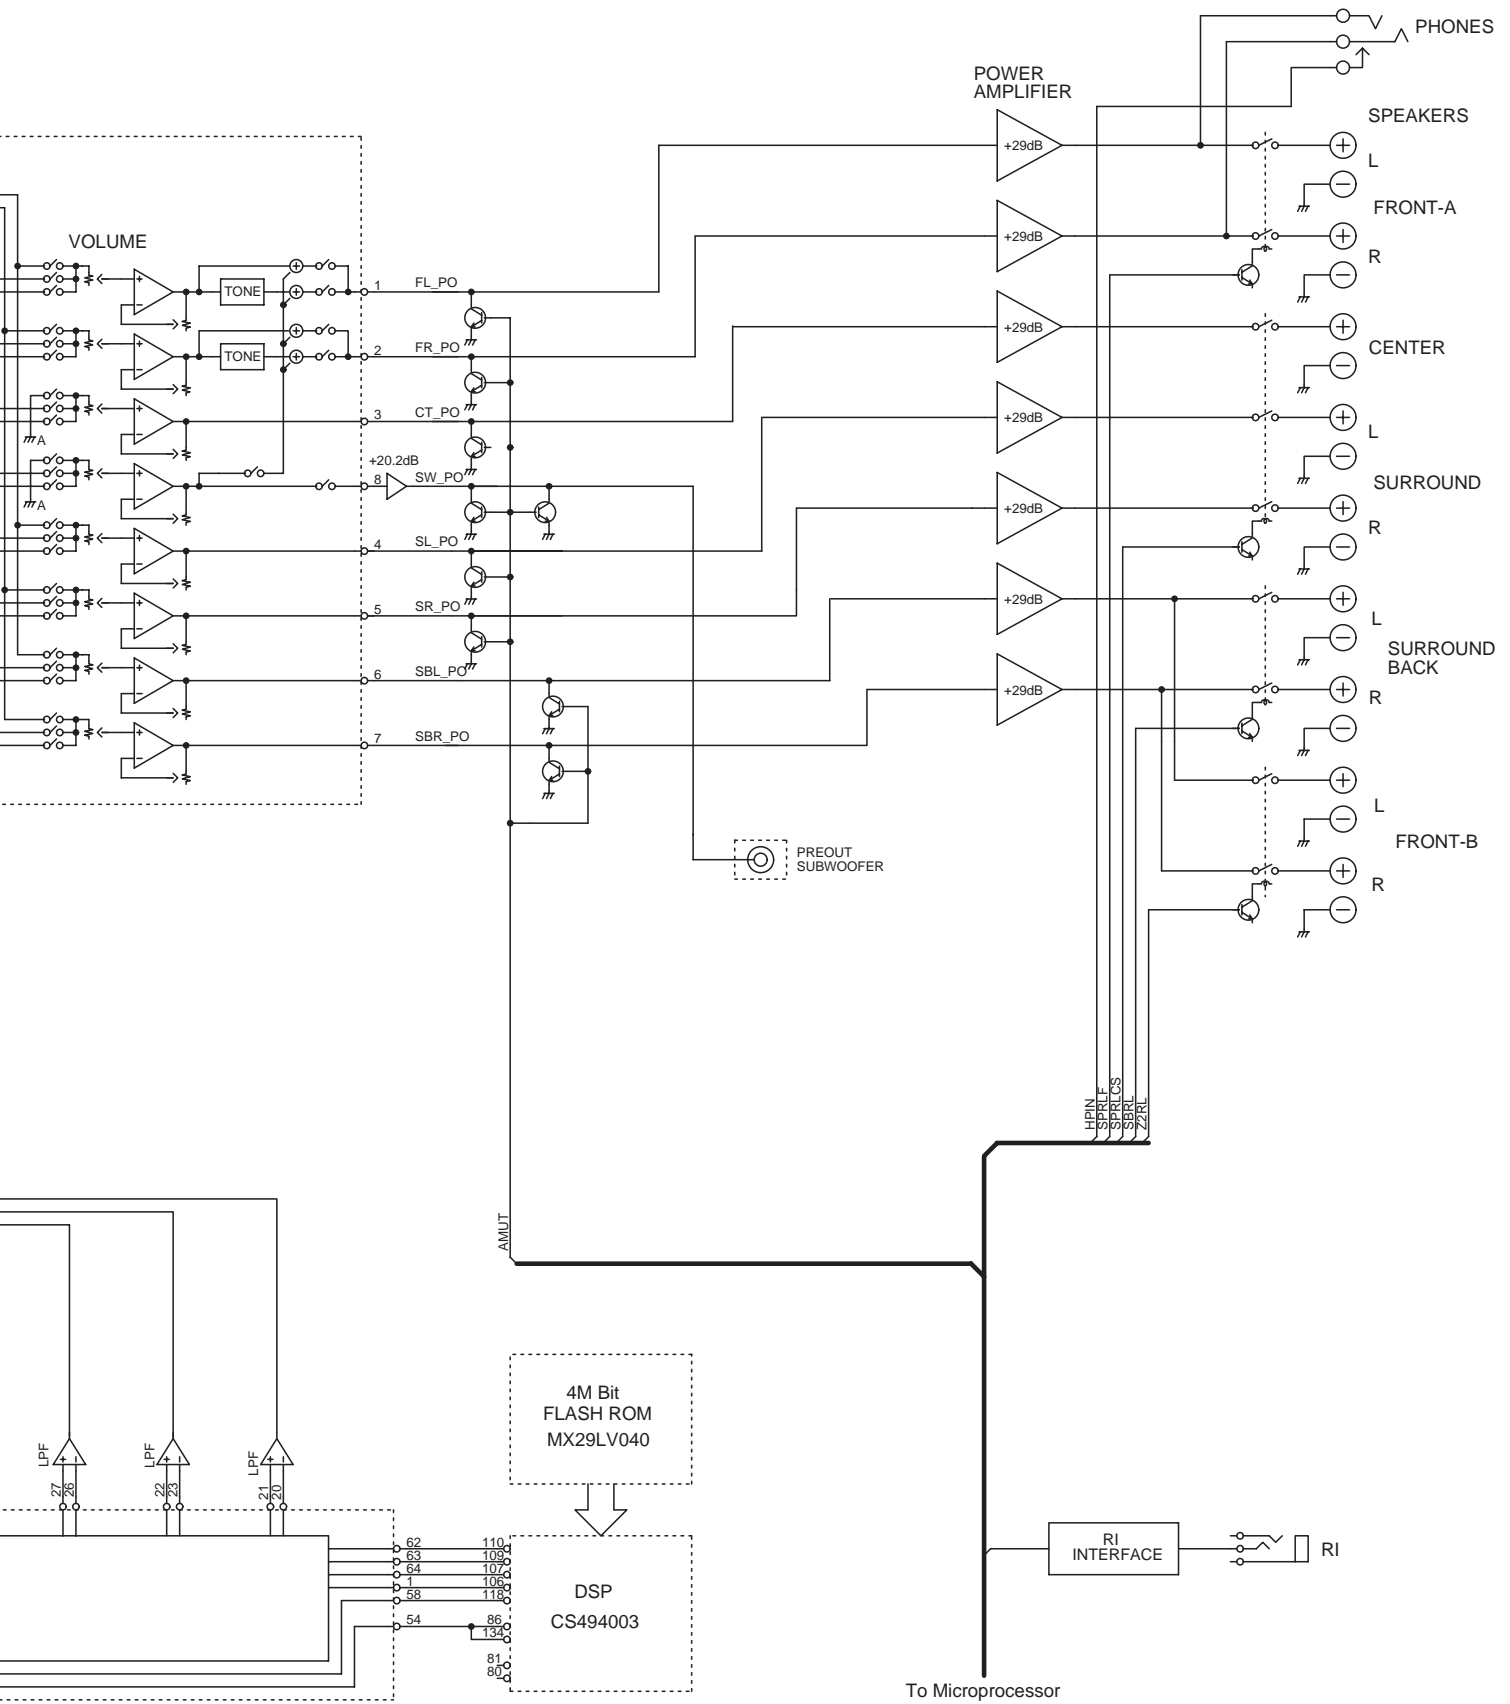 PHONES
POWER
AMPLIFIER
SPEAKERS
+29dB
L
FRONT-A
+29dB
R
VOLUME
TONE
1
FL_PO
+29dB
CENTER
TONE
2
FR_PO
3
CT_PO
A
+29dB
L
+20.2dB
8
SW_PO
SURROUND
A
+29dB
R
4
SL_PO
5
SR_PO
+29dB
L
SURROUND
BACK
6
SBL_PO
+29dB
R
7
SBR_PO
L
FRONT-B
R
PREOUT
SUBWOOFER
HPIN
SPRLF
SPRLCS
SBRL
Z2RL
AMUT
4M Bit
FLASH ROM
MX29LV040
LPF
LPF
LPF
27
26
22
23
21
20
62
110
63
109
64
107
1
106
58
118
54
86
134
81
80
DSP
CS494003
RI
INTERFACE
RI
To Microprocessor